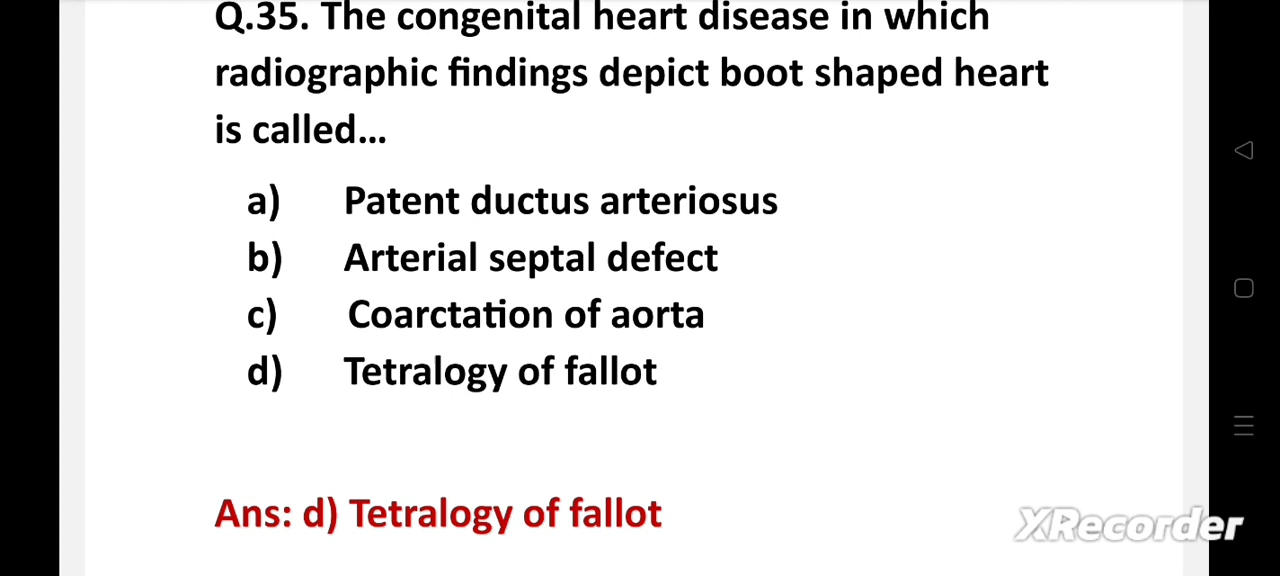 Q.35. The congenital heart disease in which
radiographic findings depict boot shaped heart
is called...
a) Patent ductus arteriosus
b) Arterial septal defect
c) Coarctation of aorta
d) Tetralogy of fallot
Ans: d) Tetralogy of fallot
XRecorder